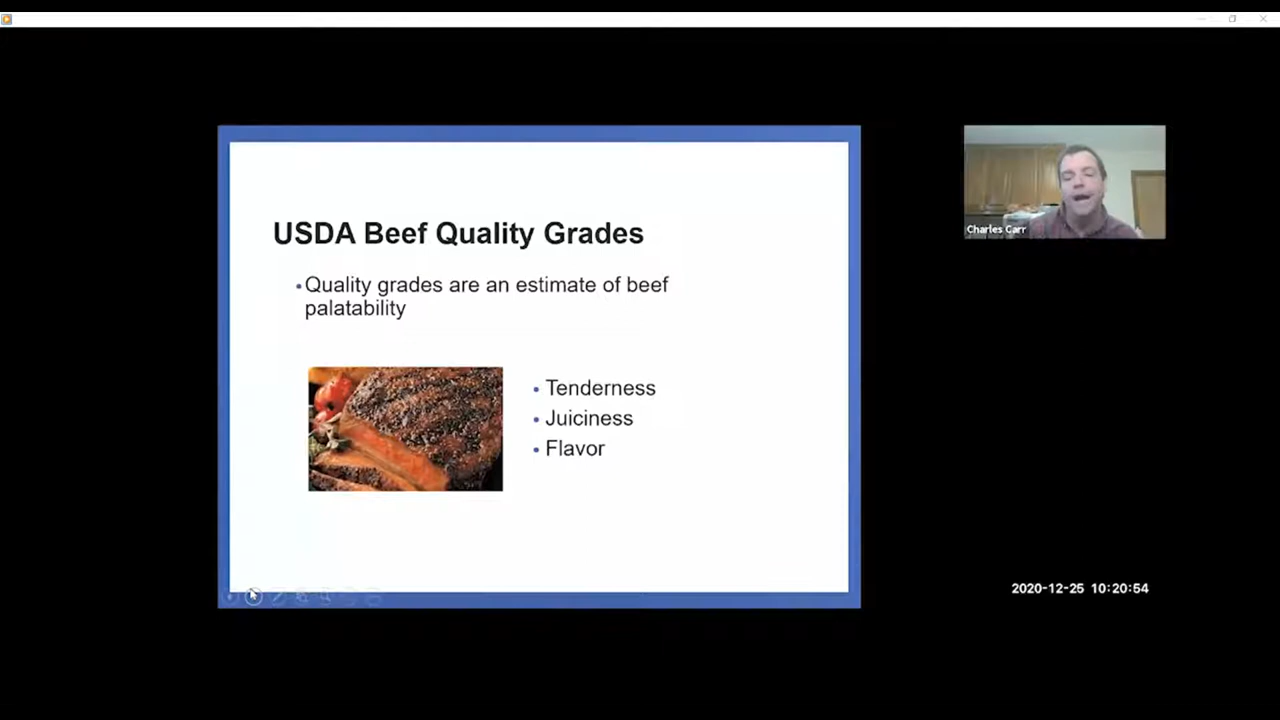 USDA Beef Quality Grades
•Quality grades are an estimate of beef
palatability
• Tenderness
• Juiciness
• Flavor
Charles Carr
2020-12-25 10:20:54